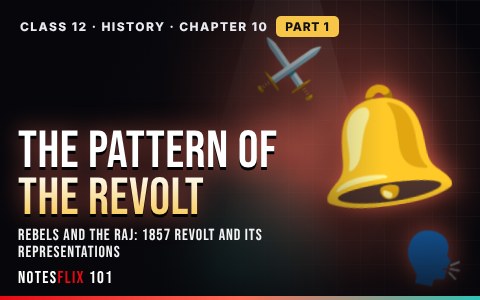 CLASS 12 · HISTORY · CHAPTER 10 PART 1
THE PATTERN OF
THE REVOLT
REBELS AND THE RAJ: 1857 REVOLT AND ITS
REPRESENTATIONS
NOTESFLIX 101